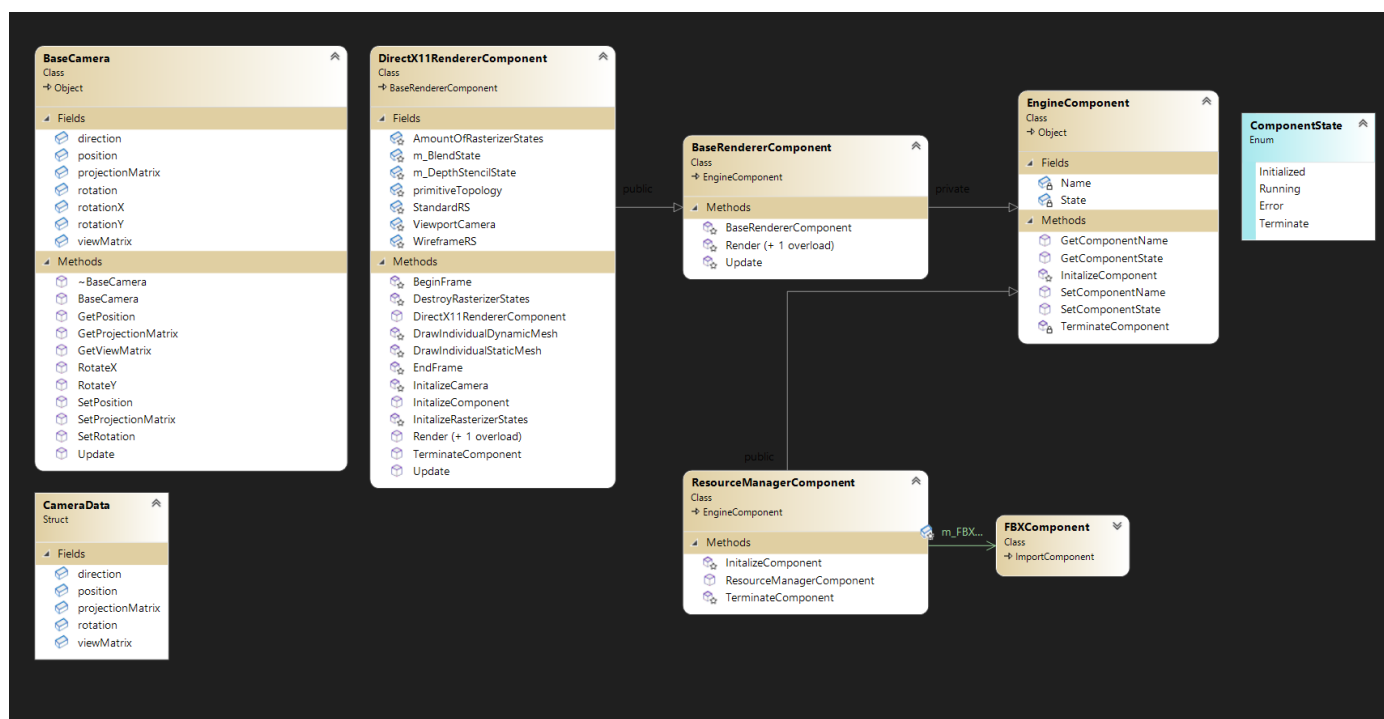 BaseCamera
Class
Object
Fields
direction
position
projectionMatrix
rotation
rotationX
rotationY
viewMatrix
Methods
~BaseCamera
BaseCamera
GetPosition
GetProjectionMatrix
GetViewMatrix
RotateX
RotateY
SetPosition
SetProjectionMatrix
SetRotation
Update
CameraData
Struct
Fields
direction
position
projectionMatrix
rotation
viewMatrix
DirectX11RendererComponent
Class
BaseRendererComponent
Fields
AmountOfRasterizerStates
m_BlendState
m_DepthStencilState
primitiveTopology
StandardRS
ViewportCamera
WireframeRS
Methods
BeginFrame
DestroyRasterizerStates
DirectX11RendererComponent
DrawIndividualDynamicMesh
DrawIndividualStaticMesh
EndFrame
InitalizeCamera
InitalizeComponent
InitalizeRasterizerStates
Render (+ 1 overload)
TerminateComponent
Update
public
BaseRendererComponent
Class
EngineComponent
Methods
BaseRendererComponent
Render (+ 1 overload)
Update
private
public
ResourceManagerComponent
Class
EngineComponent
Methods
InitalizeComponent
ResourceManagerComponent
TerminateComponent
m_FBX...
FBXComponent
Class
ImportComponent
EngineComponent
Class
Object
Fields
Name
State
Methods
GetComponentName
GetComponentState
InitalizeComponent
SetComponentName
SetComponentState
TerminateComponent
ComponentState
Enum
Initialized
Running
Error
Terminate